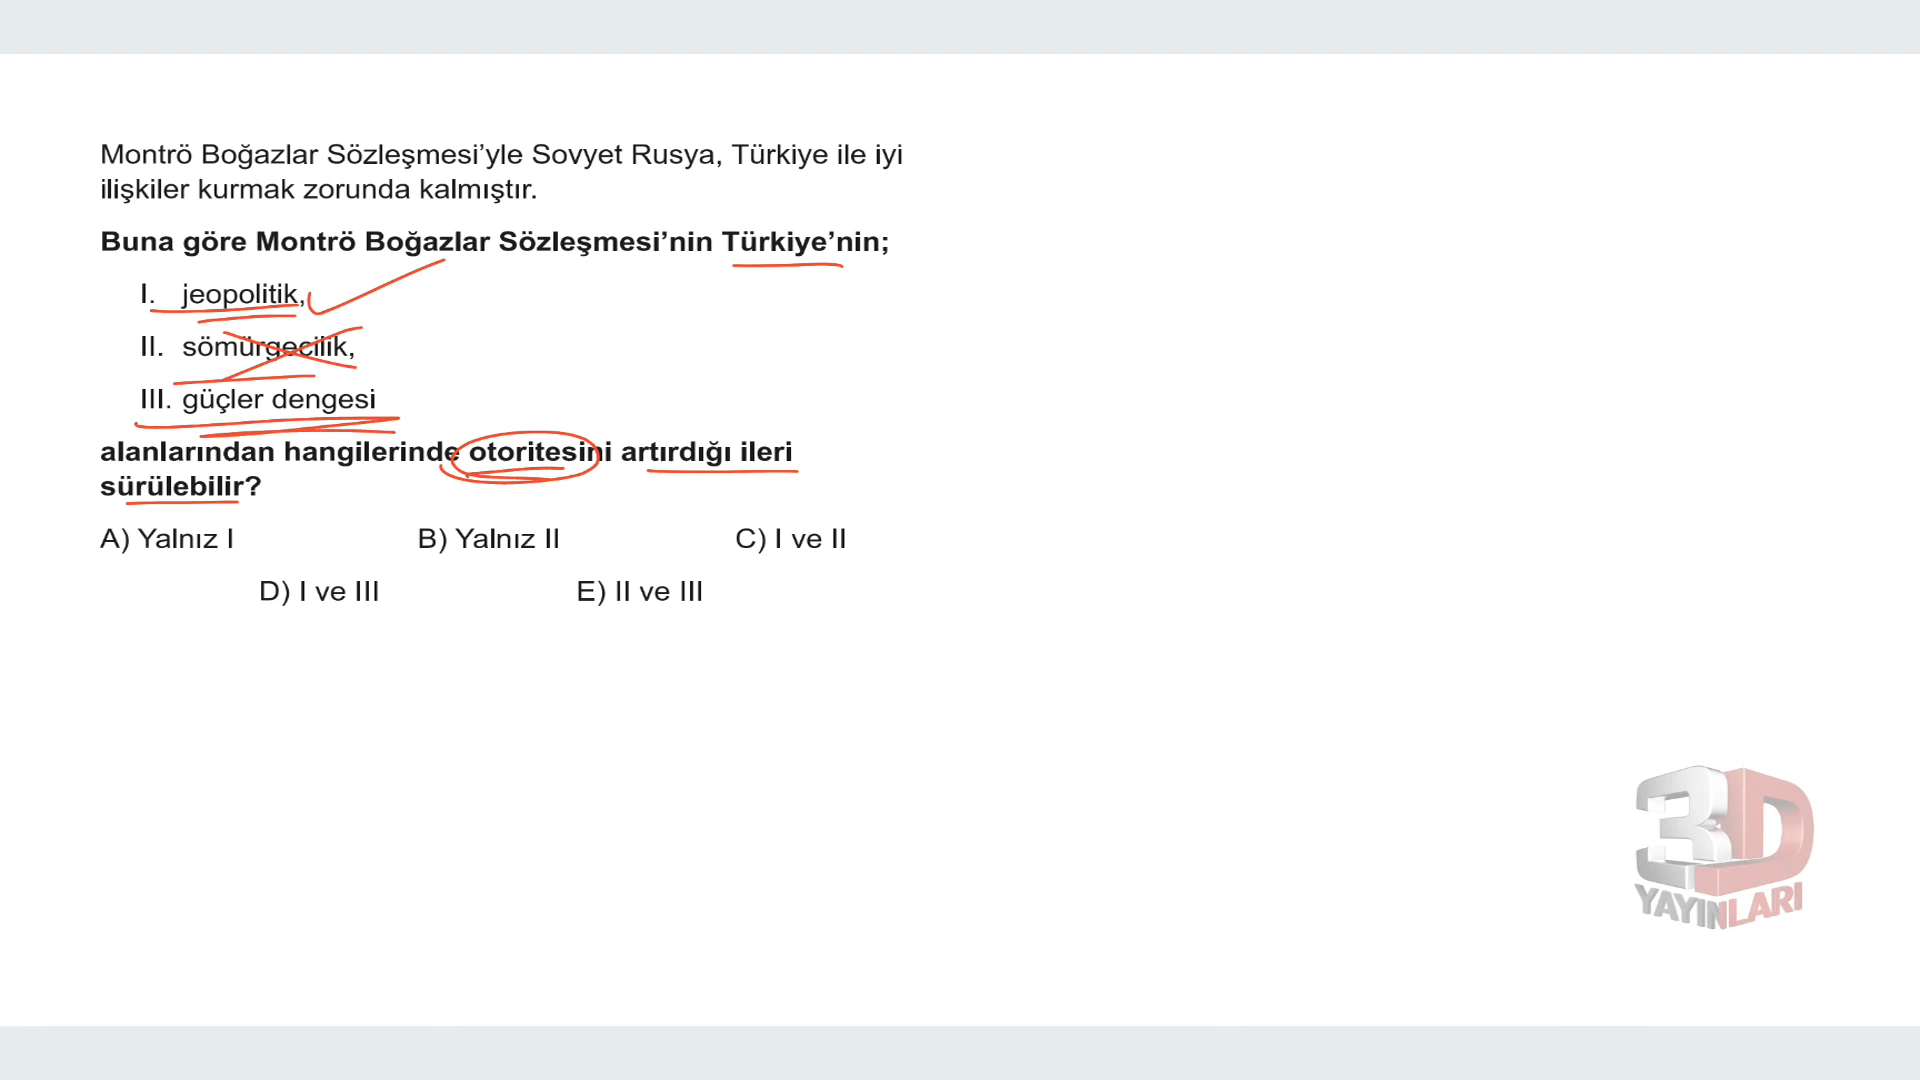 Montrö Boğazlar Sözleşmesi’yle Sovyet Rusya, Türkiye ile iyi
ilişkiler kurmak zorunda kalmıştır.
Buna göre Montrö Boğazlar Sözleşmesi’nin Türkiye’nin;
I. jeopolitik,
II. sömürgecilik,
III. güçler dengesi
alanlarından hangilerinde otoritesini artırdığı ileri
sürülebilir?
A) Yalnız I B) Yalnız II C) I ve II
D) I ve III E) II ve III
3D
YAYINLARI